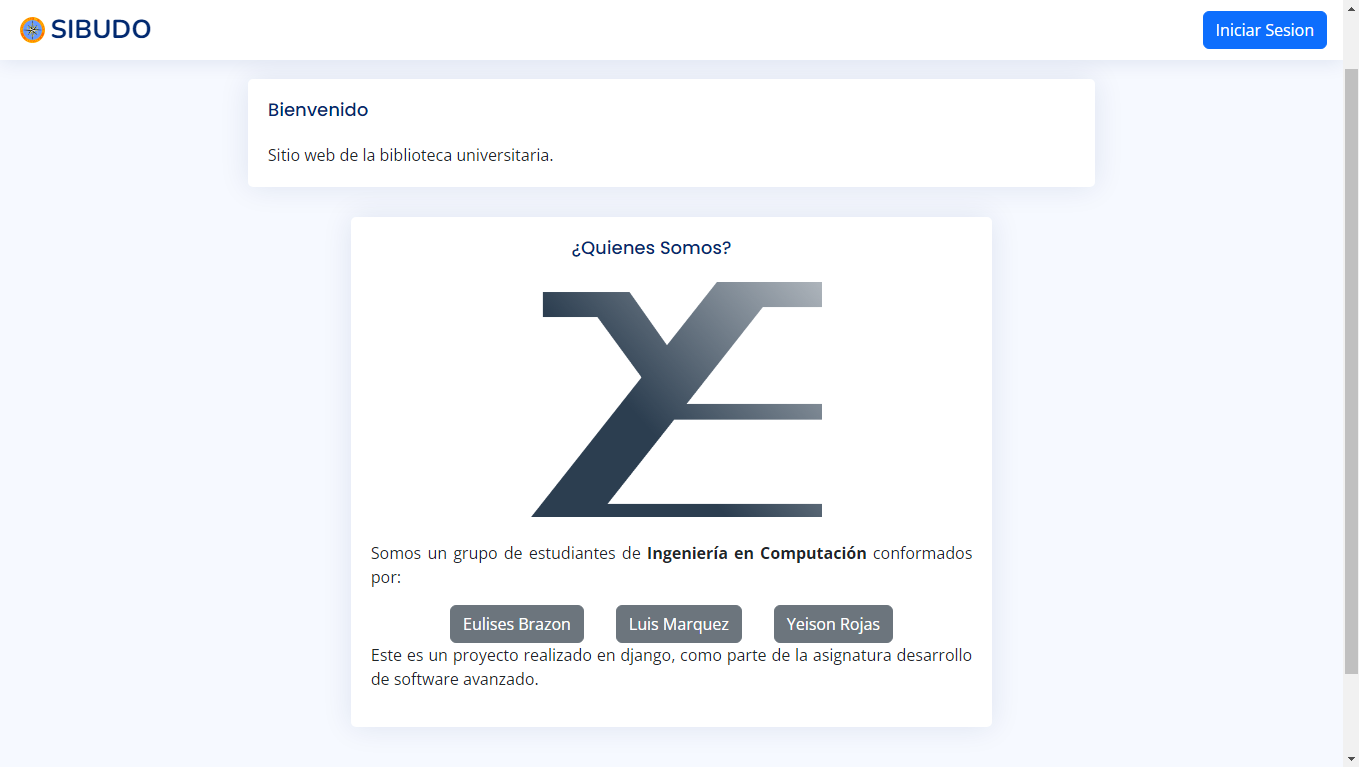 SIBUDO
Iniciar Sesion
Bienvenido
Sitio web de la biblioteca universitaria.
¿Quienes Somos?
Somos un grupo de estudiantes de Ingeniería en Computación conformados
por:
Eulises Brazon
Luis Marquez
Yeison Rojas
Este es un proyecto realizado en django, como parte de la asignatura desarrollo
de software avanzado.